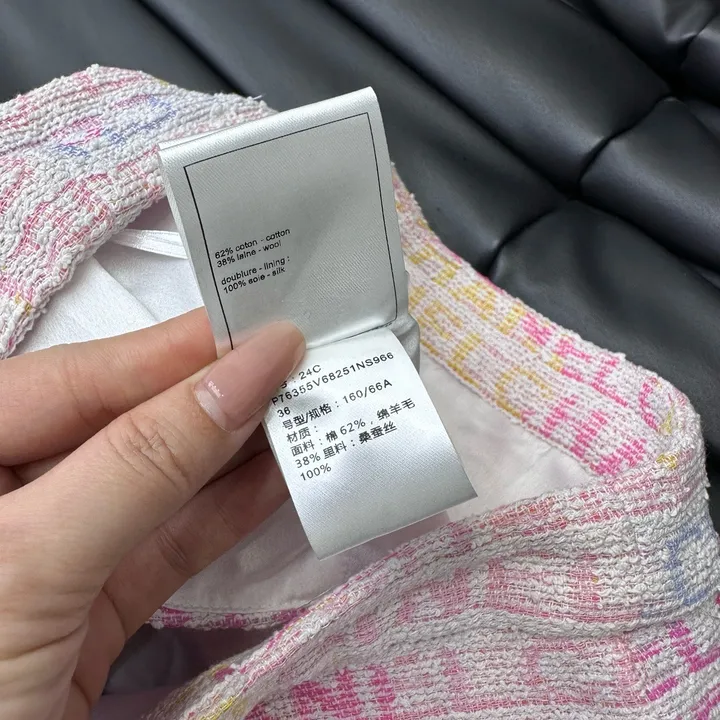 62% coton - cotton
38% laine - wool
doublure - lining :
100% soie - silk
: 24C
P76355V68251NS966
36
号型/规格: 160/66A
材质:
面料: 棉 62%, 绵羊毛
38% 里料: 桑蚕丝
100%